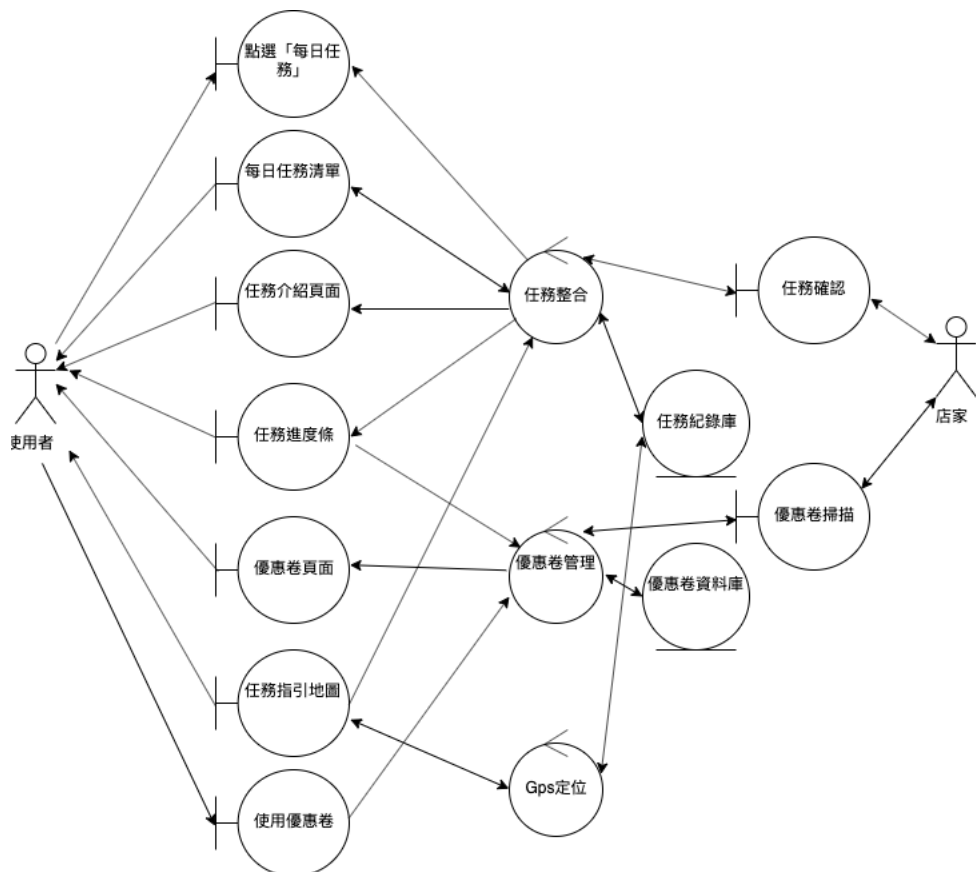 點選「每日任
務」
每日任務清單
任務介紹頁面
任務整合
任務確認
使用者
任務進度條
任務紀錄庫
店家
優惠卷頁面
優惠卷管理
優惠卷掃描
優惠卷資料庫
任務指引地圖
Gps定位
使用優惠卷